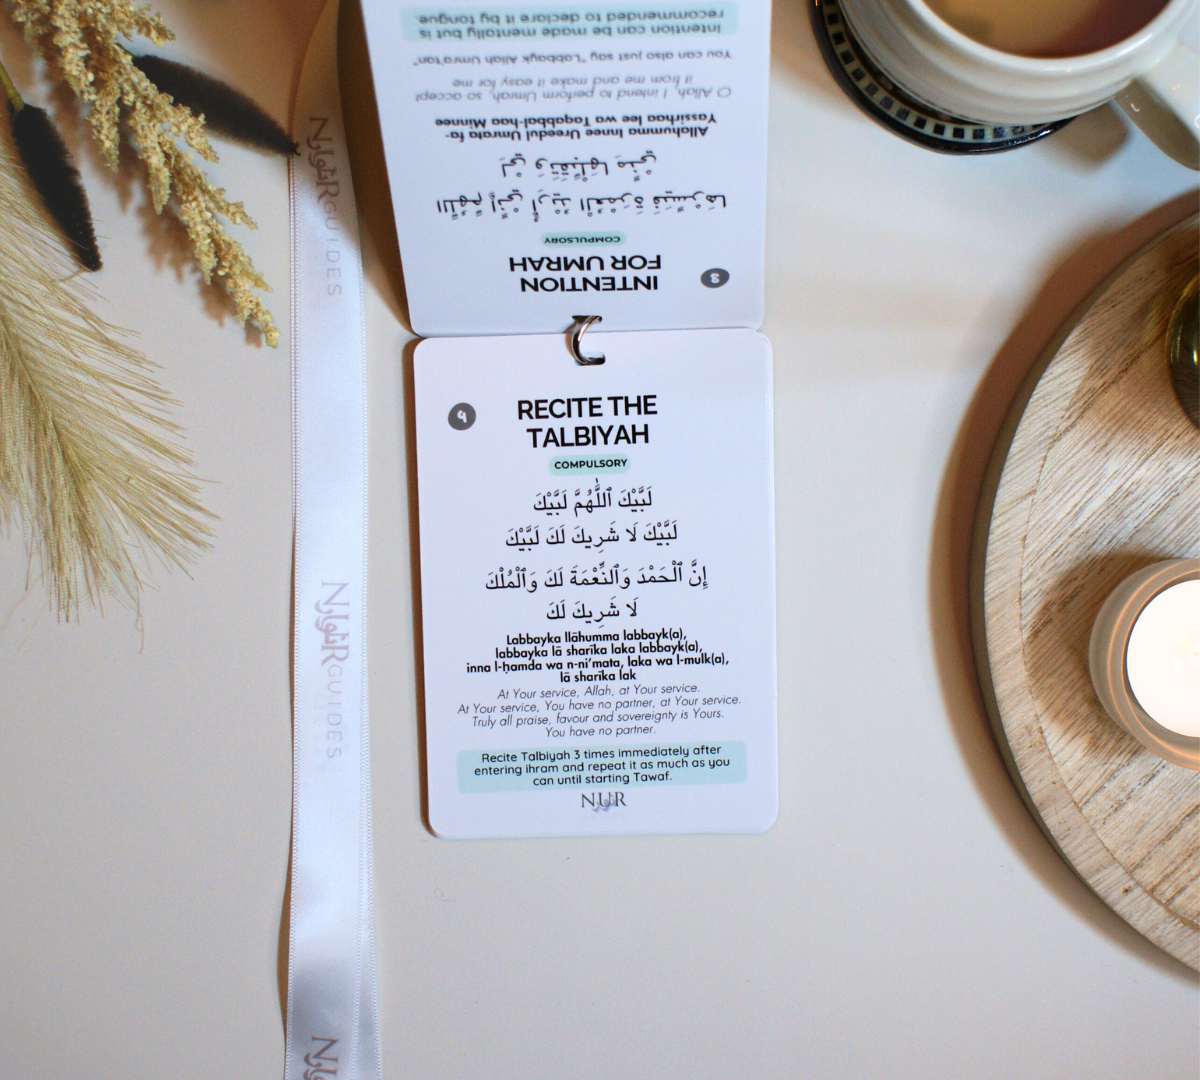 3
INTENTION
FOR UMRAH
COMPULSORY
اللَّهُمَّ إِنِّي أُرِيْدُ الْعُمْرَةَ فَيَسِّرْهَا
لِيْ وَتَقَبَّلْهَا مِنِّي
Allahumma Innee Ureedul Umrata fa-
Yassirhaa lee wa Taqabbal-haa Minnee
O Allah, I intend to perform Umrah, so accept
it from me and make it easy for me
You can also just say "Labbayk Allah Umra'tan"
Intention can be made mentally but is
recommended to declare it by tongue.
4
RECITE THE
TALBIYAH
COMPULSORY
لَبَّيْكَ ٱللَّٰهُمَّ لَبَّيْكَ
لَبَّيْكَ لَا شَرِيكَ لَكَ لَبَّيْكَ
إِنَّ ٱلْحَمْدَ وَٱلنِّعْمَةَ لَكَ وَٱلْمُلْكَ
لَا شَرِيكَ لَكَ
Labbayka llāhumma labbayk(a),
labbayka lā sharīka laka labbayk(a),
inna l-ḥamda wa n-ni'mata, laka wa l-mulk(a),
lā sharīka lak
At Your service, Allah, at Your service.
At Your service, You have no partner, at Your service.
Truly all praise, favour and sovereignty is Yours.
You have no partner.
Recite Talbiyah 3 times immediately after
entering ihram and repeat it as much as you
can until starting Tawaf.
NUR
NUR GUIDES
NUR GUIDES